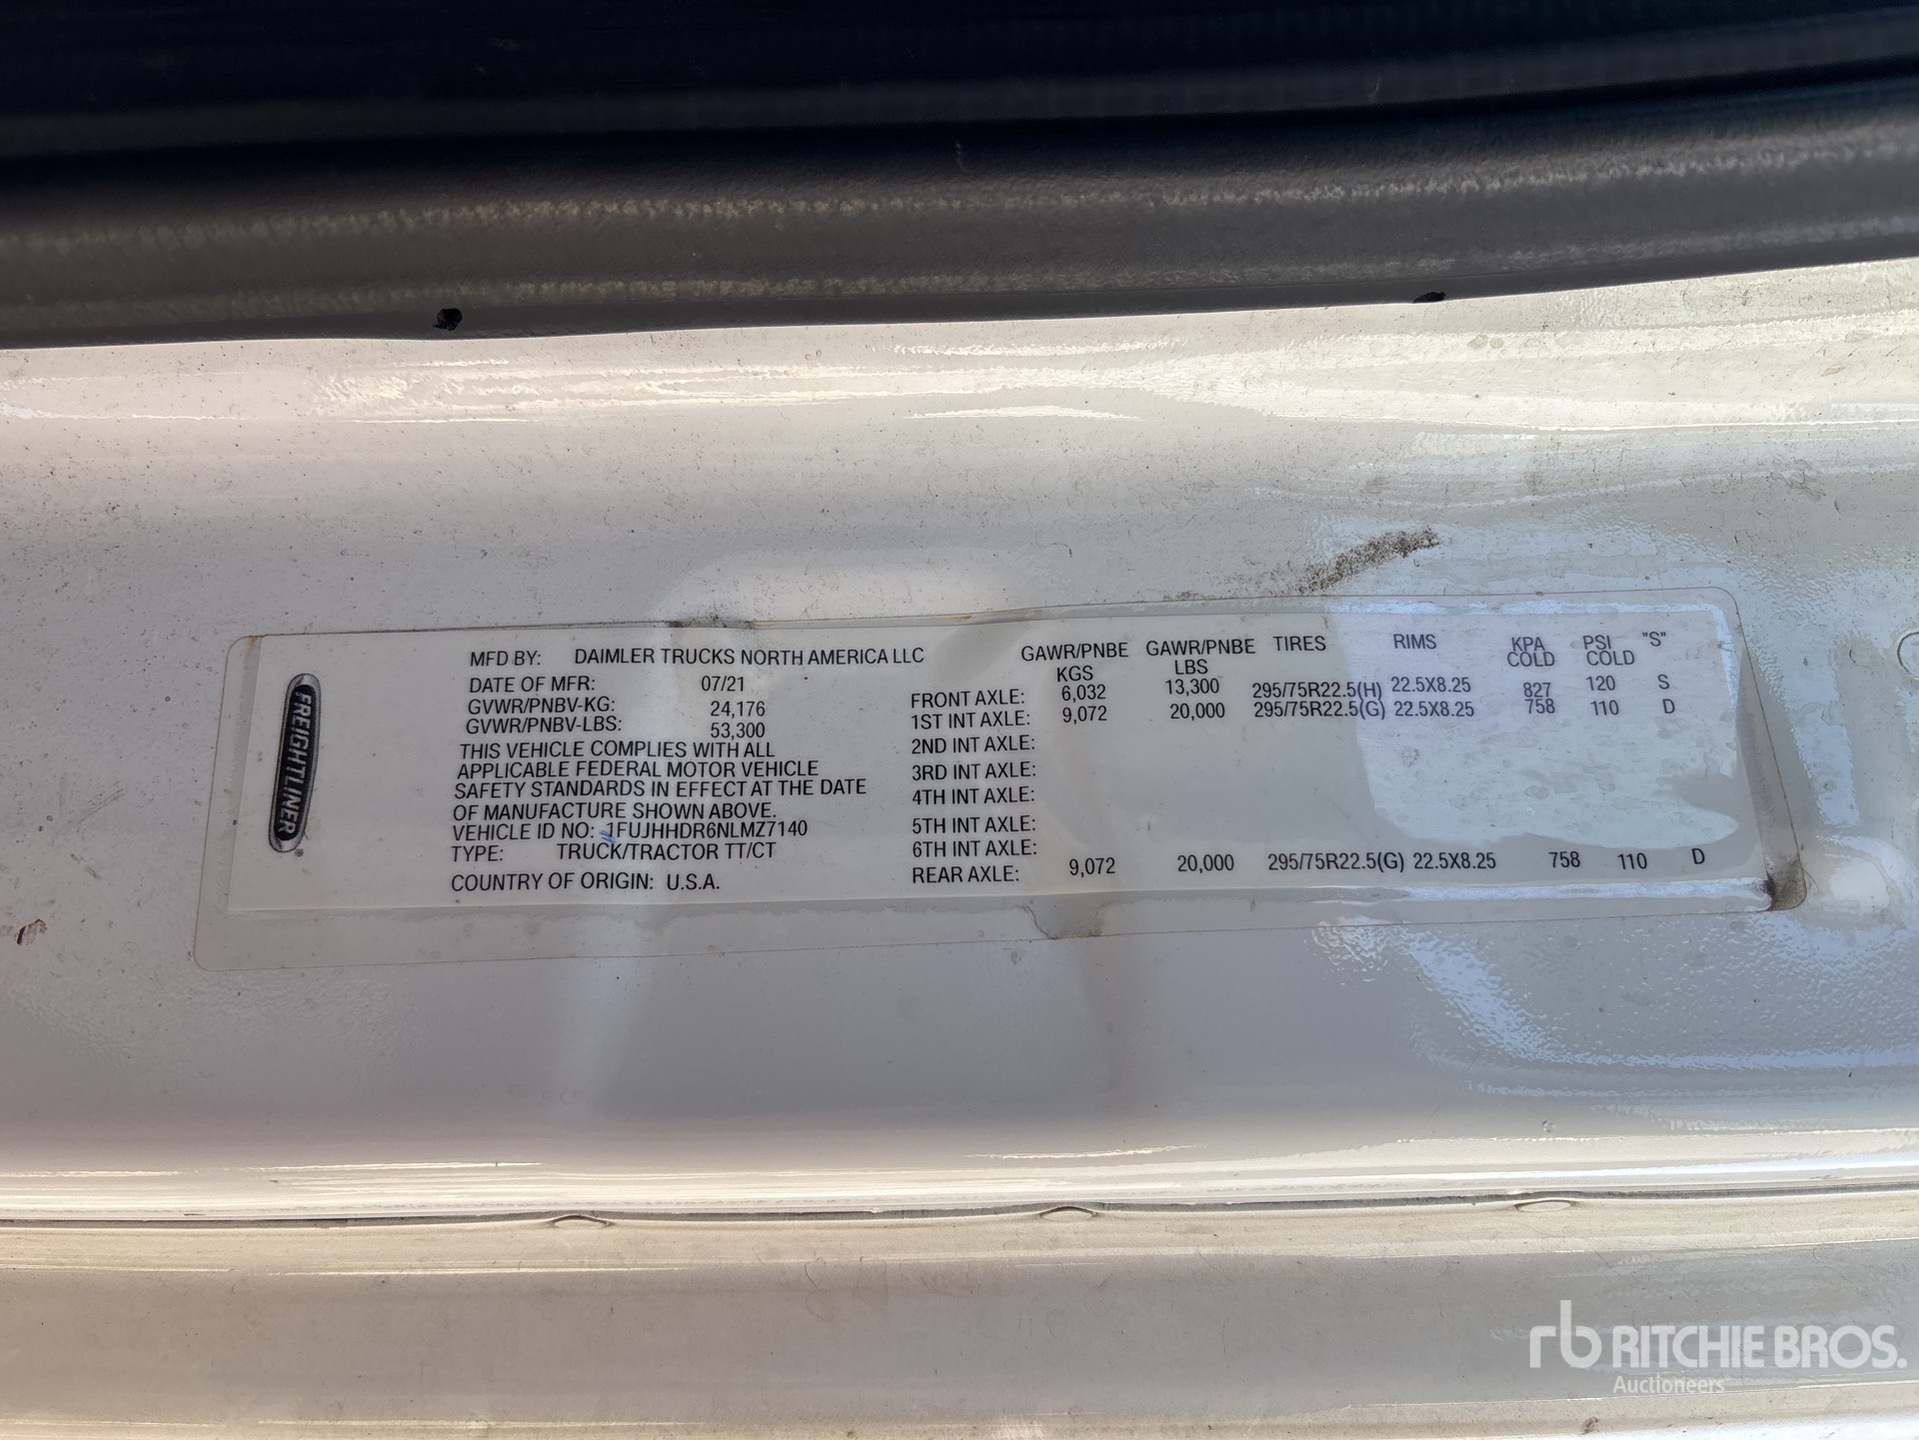 FREIGHTLINER®
MFD BY: DAIMLER TRUCKS NORTH AMERICA LLC
DATE OF MFR: 07/21
GVWR/PNBV-KG: 24,176
GVWR/PNBV-LBS: 53,300
THIS VEHICLE COMPLIES WITH ALL
APPLICABLE FEDERAL MOTOR VEHICLE
SAFETY STANDARDS IN EFFECT AT THE DATE
OF MANUFACTURE SHOWN ABOVE.
VEHICLE ID NO: 1FUJHHDR6NLMZ7140
TYPE: TRUCK/TRACTOR TT/CT
COUNTRY OF ORIGIN: U.S.A.
GAWR/PNBE GAWR/PNBE TIRES RIMS KPA PSI "S"
KGS LBS COLD COLD
FRONT AXLE: 6,032 13,300 295/75R22.5(H) 22.5X8.25 827 120 S
1ST INT AXLE: 9,072 20,000 295/75R22.5(G) 22.5X8.25 758 110 D
2ND INT AXLE:
3RD INT AXLE:
4TH INT AXLE:
5TH INT AXLE:
6TH INT AXLE:
REAR AXLE: 9,072 20,000 295/75R22.5(G) 22.5X8.25 758 110 D
rb RITCHIE BROS.
Auctioneers